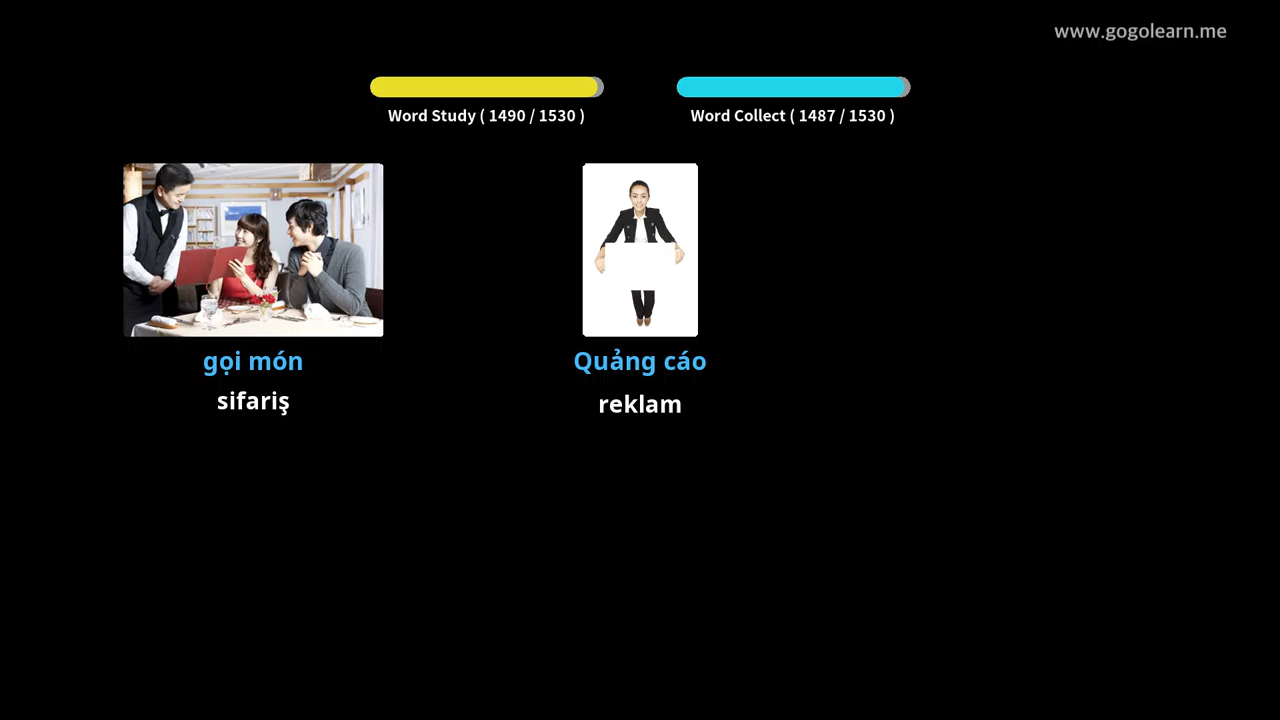 www.gogolearn.me
Word Study ( 1490 / 1530 )
Word Collect ( 1487 / 1530 )
gọi món
sifariş
Quảng cáo
reklam